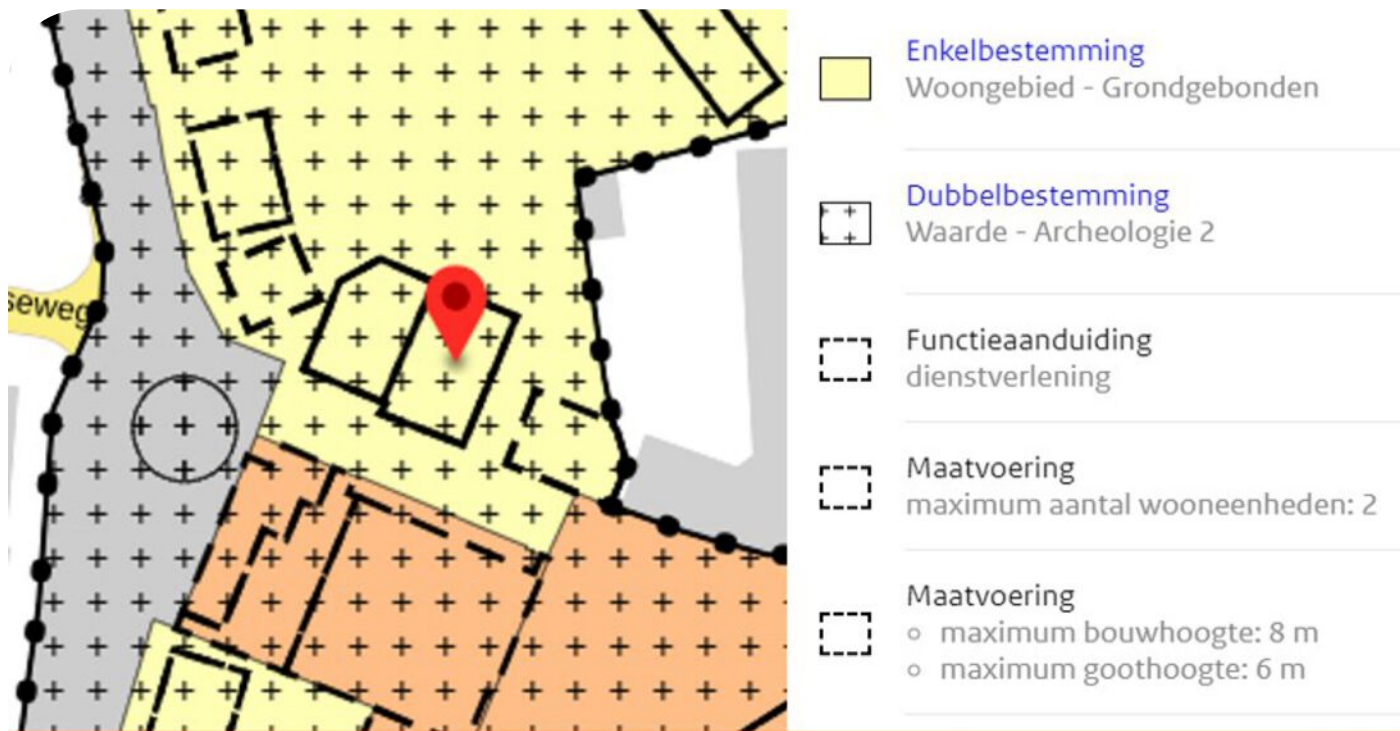 seweg
Enkelbestemming
Woongebied - Grondgebonden
Dubbelbestemming
Waarde - Archeologie 2
Functieaanduiding
dienstverlening
Maatvoering
maximum aantal wooneenheden: 2
Maatvoering
maximum bouwhoogte: 8 m
maximum goothoogte: 6 m